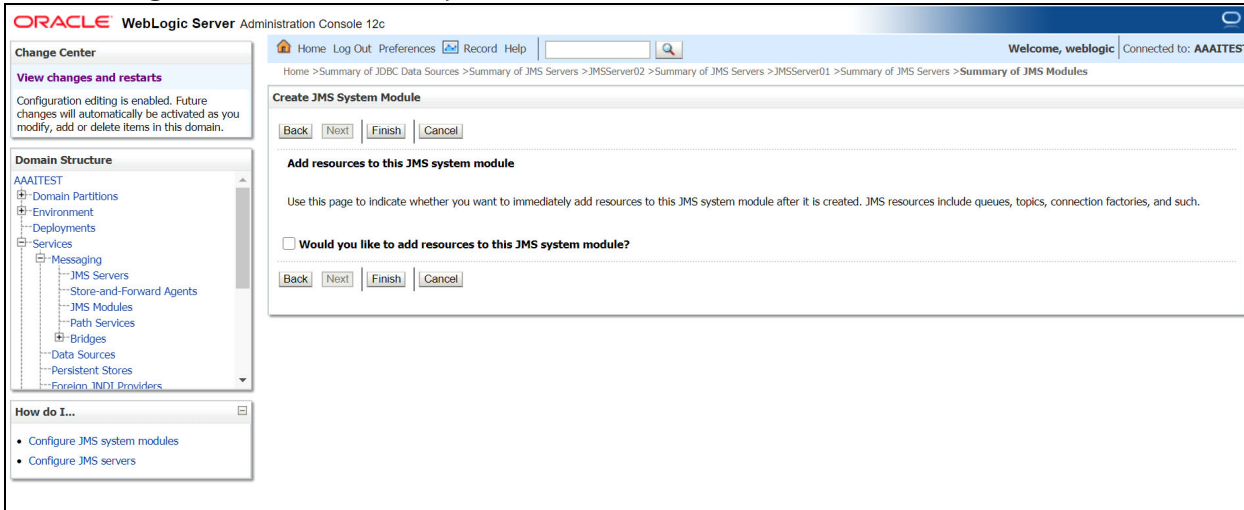 ORACLE WebLogic Server Administration Console 12c
Change Center
View changes and restarts
Configuration editing is enabled. Future
changes will automatically be activated as you
modify, add or delete items in this domain.
Domain Structure
AAAITEST
Domain Partitions
Environment
Deployments
Services
Messaging
JMS Servers
Store-and-Forward Agents
JMS Modules
Path Services
Bridges
Data Sources
Persistent Stores
Foreign JNDI Providers
How do I...
Configure JMS system modules
Configure JMS servers
Home Log Out Preferences Record Help
Welcome, weblogic Connected to: AAAITEST
Home >Summary of JDBC Data Sources >Summary of JMS Servers >JMSServer02 >Summary of JMS Servers >JMSServer01 >Summary of JMS Servers >Summary of JMS Modules
Create JMS System Module
Back Next Finish Cancel
Add resources to this JMS system module
Use this page to indicate whether you want to immediately add resources to this JMS system module after it is created. JMS resources include queues, topics, connection factories, and such.
Would you like to add resources to this JMS system module?
Back Next Finish Cancel